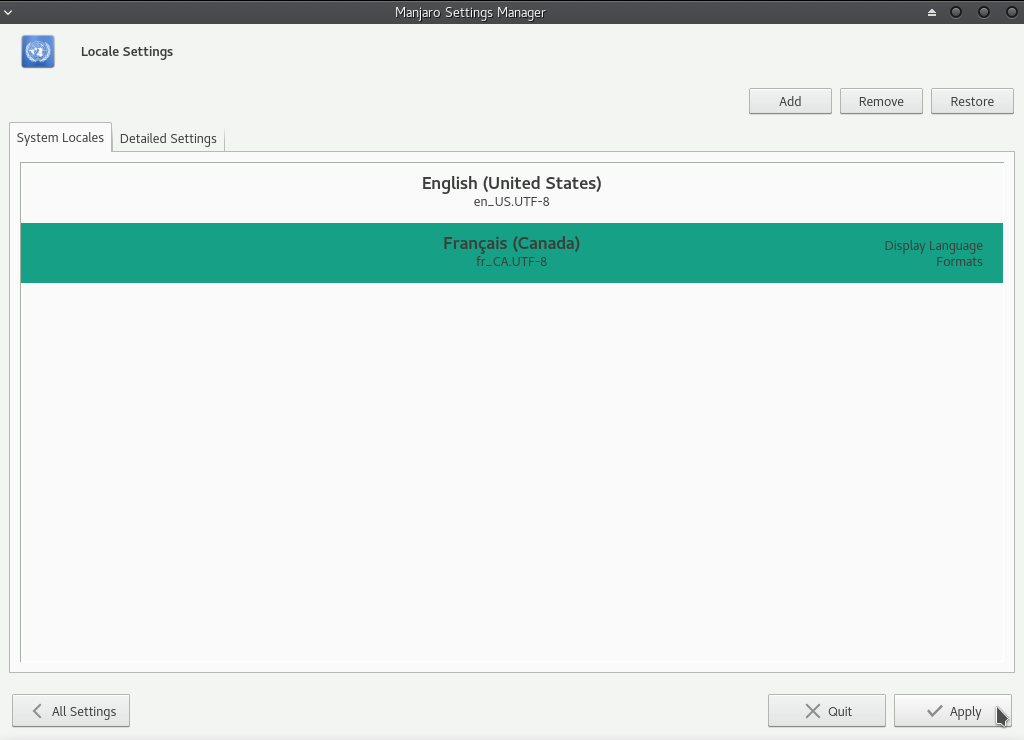 Manjaro Settings Manager
Locale Settings
Add Remove Restore
System Locales Detailed Settings
English (United States)
en_US.UTF-8
Français (Canada)
fr_CA.UTF-8
Display Language
Formats
All Settings Quit Apply